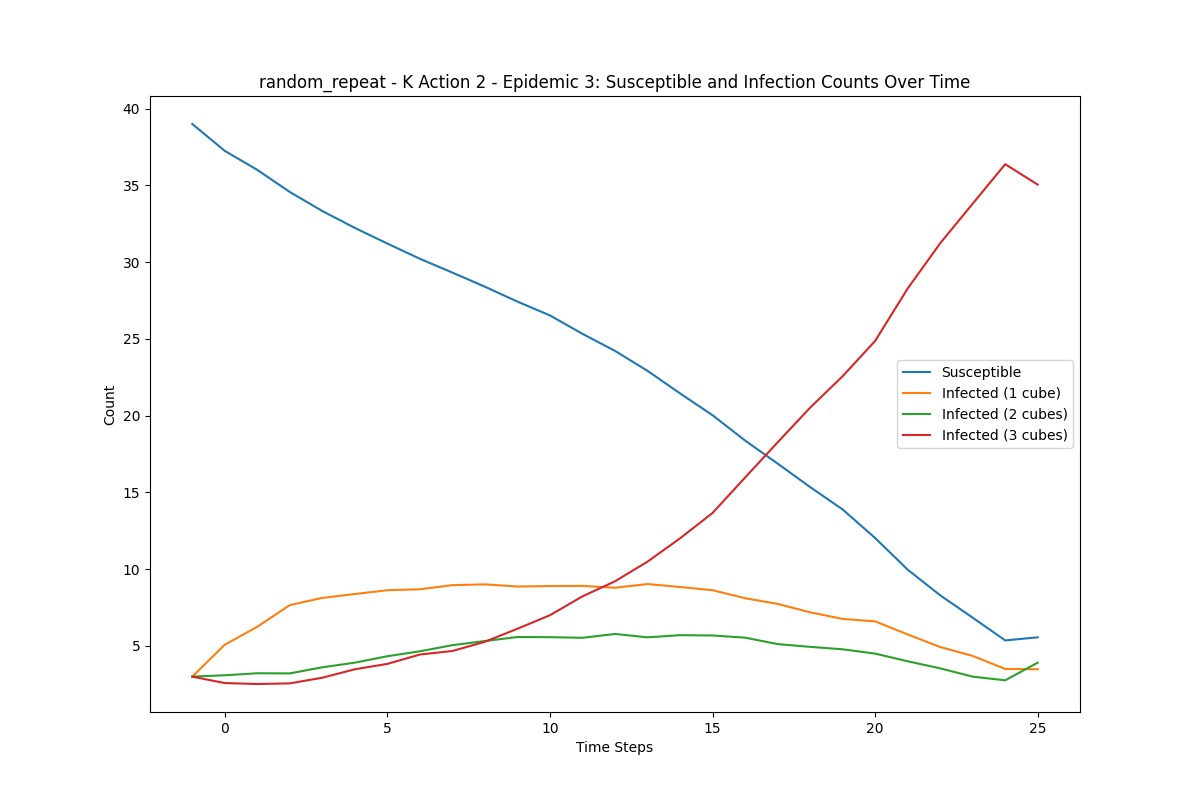 random_repeat - K Action 2 - Epidemic 3: Susceptible and Infection Counts Over Time
40
35
30
25
20
15
10
5
Count
Susceptible
Infected (1 cube)
Infected (2 cubes)
Infected (3 cubes)
0 5 10 15 20 25
Time Steps